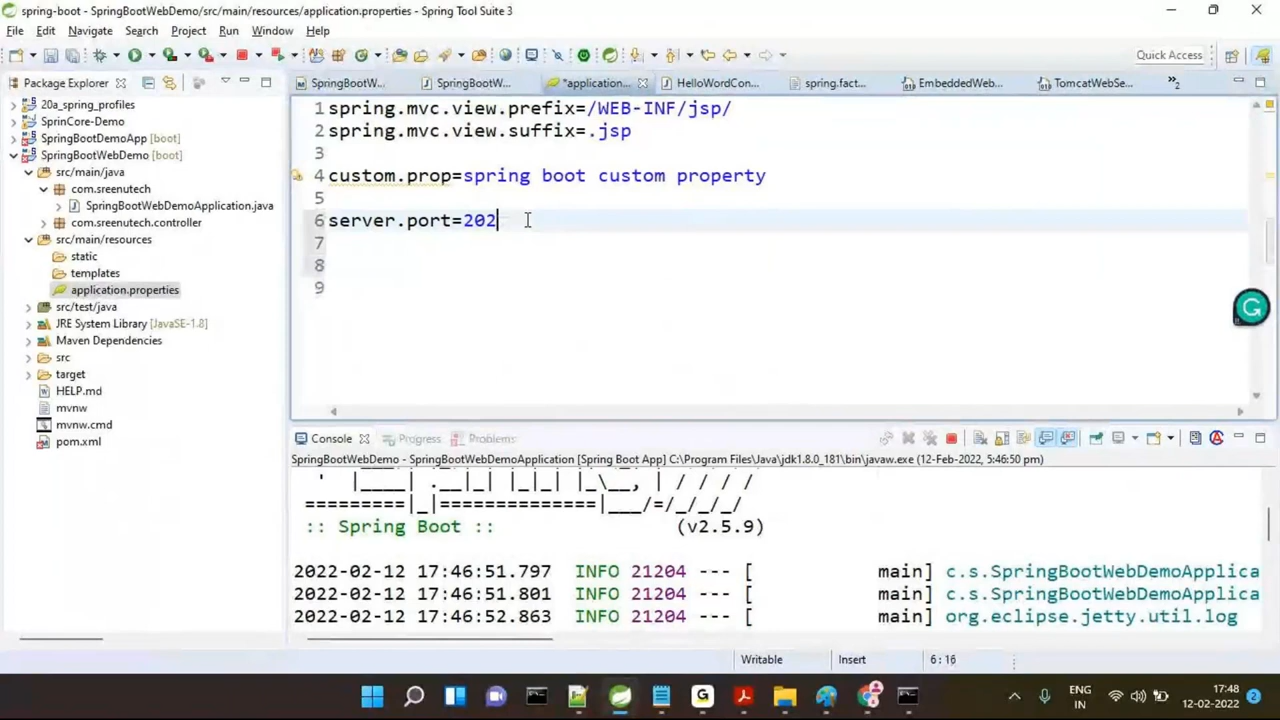 spring-boot - SpringBootWebDemo/src/main/resources/application.properties - Spring Tool Suite 3
File Edit Navigate Search Project Run Window Help
Quick Access
Package Explorer
SpringBootW...
SpringBootW...
*application....
HelloWordCon...
spring.fact...
EmbeddedWeb...
TomcatWebSe...
»2
20a_spring_profiles
SprinCore-Demo
SpringBootDemoApp [boot]
SpringBootWebDemo [boot]
src/main/java
com.sreenutech
SpringBootWebDemoApplication.java
com.sreenutech.controller
src/main/resources
static
templates
application.properties
src/test/java
JRE System Library [JavaSE-1.8]
Maven Dependencies
src
target
HELP.md
mvnw
mvnw.cmd
pom.xml
1 spring.mvc.view.prefix=/WEB-INF/jsp/
2 spring.mvc.view.suffix=.jsp
3
4 custom.prop=spring boot custom property
5
6 server.port=202
7
8
9
Console Progress Problems
SpringBootWebDemo - SpringBootWebDemoApplication [Spring Boot App] C:\Program Files\Java\jdk1.8.0_181\bin\javaw.exe (12-Feb-2022, 5:46:50 pm)
' |____| .__|_| |_|_| |_\__, | / / / /
=========|_|==============|___/=/_/_/_/
:: Spring Boot :: (v2.5.9)
2022-02-12 17:46:51.797 INFO 21204 --- [ main] c.s.SpringBootWebDemoApplica
2022-02-12 17:46:51.801 INFO 21204 --- [ main] c.s.SpringBootWebDemoApplica
2022-02-12 17:46:52.863 INFO 21204 --- [ main] org.eclipse.jetty.util.log
Writable Insert 6 : 16
ENG
IN
17:48
12-02-2022
2